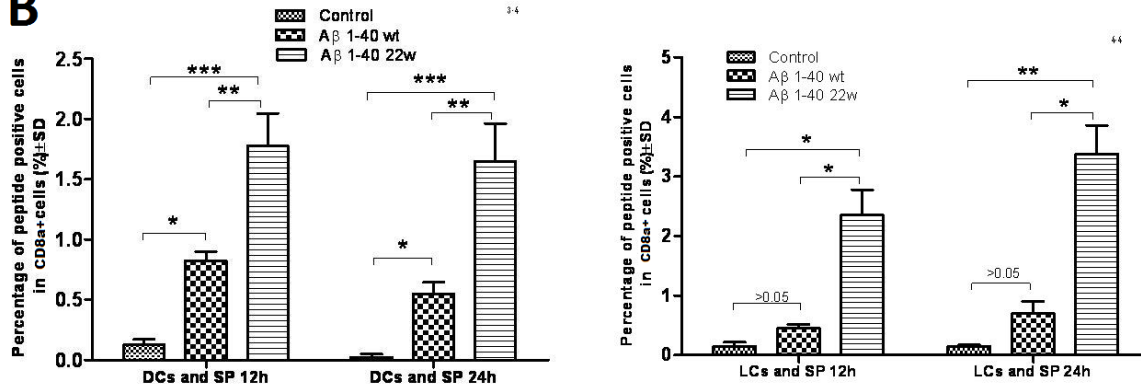 B
3-4
Control
Aβ 1-40 wt
Aβ 1-40 22w
Percentage of peptide positive cells
in CD8a+ cells (%)±SD
2.5
2.0
1.5
1.0
0.5
0.0
***
**
*
***
**
*
DCs and SP 12h
DCs and SP 24h
44
Control
Aβ 1-40 wt
Aβ 1-40 22w
Percentage of peptide positive cells
in CD8a+ cells (%)±SD
5
4
3
2
1
0
*
*
>0.05
**
*
>0.05
LCs and SP 12h
LCs and SP 24h